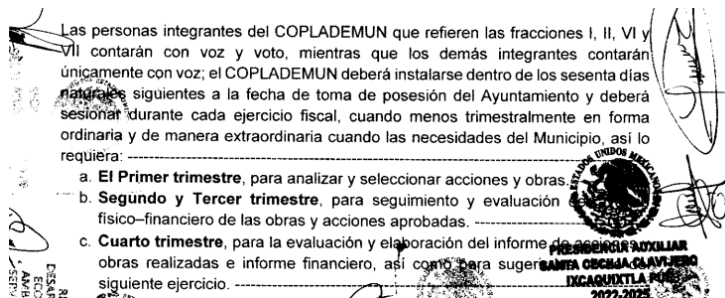 Las personas integrantes del COPLADEMUN que refieren las fracciones I, II, VI y
VII contarán con voz y voto, mientras que los demás integrantes contarán
únicamente con voz; el COPLADEMUN deberá instalarse dentro de los sesenta días
naturales siguientes a la fecha de toma de posesión del Ayuntamiento y deberá
sesionar durante cada ejercicio fiscal, cuando menos trimestralmente en forma
ordinaria y de manera extraordinaria cuando las necesidades del Municipio, así lo
requiera: ----------------------------------------
a. El Primer trimestre, para analizar y seleccionar acciones y obras.
b. Segundo y Tercer trimestre, para seguimiento y evaluación
físico–financiero de las obras y acciones aprobadas. ----------------
c. Cuarto trimestre, para la evaluación y elaboración del informe de
obras realizadas e informe financiero, así como para
siguiente ejercicio. ----------------
ESTADOS UNIDOS MEXICANOS
PRESIDENCIA AUXILIAR
SANTA CECILIA CLAVIJERO
IXCAQUIXTLA PUE.
2022-2025